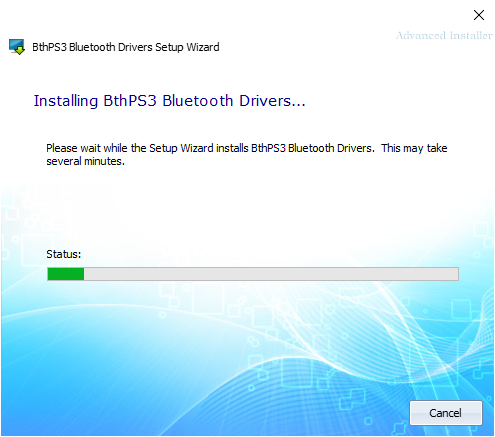 Advanced Installer
BthPS3 Bluetooth Drivers Setup Wizard
Installing BthPS3 Bluetooth Drivers...
Please wait while the Setup Wizard installs BthPS3 Bluetooth Drivers. This may take
several minutes.
Status:
Cancel